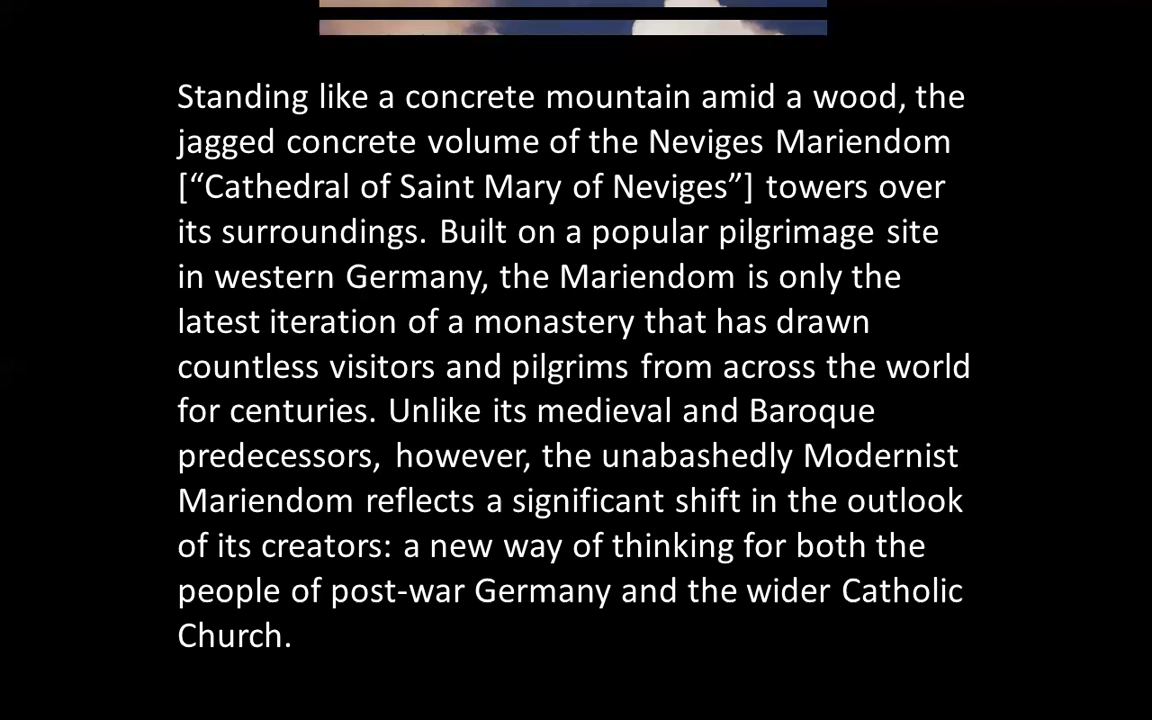 Standing like a concrete mountain amid a wood, the
jagged concrete volume of the Neviges Mariendom
[“Cathedral of Saint Mary of Neviges”] towers over
its surroundings. Built on a popular pilgrimage site
in western Germany, the Mariendom is only the
latest iteration of a monastery that has drawn
countless visitors and pilgrims from across the world
for centuries. Unlike its medieval and Baroque
predecessors, however, the unabashedly Modernist
Mariendom reflects a significant shift in the outlook
of its creators: a new way of thinking for both the
people of post-war Germany and the wider Catholic
Church.